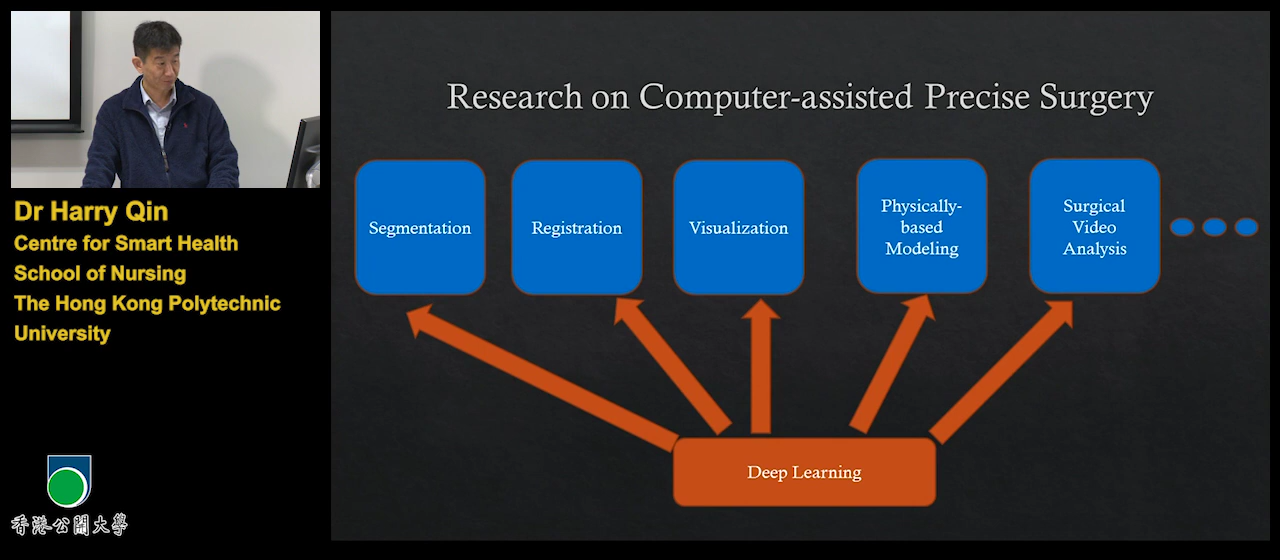 Research on Computer-assisted Precise Surgery
Segmentation
Registration
Visualization
Physically-
based
Modeling
Surgical
Video
Analysis
Deep Learning
Dr Harry Qin
Centre for Smart Health
School of Nursing
The Hong Kong Polytechnic
University
香港公開大學